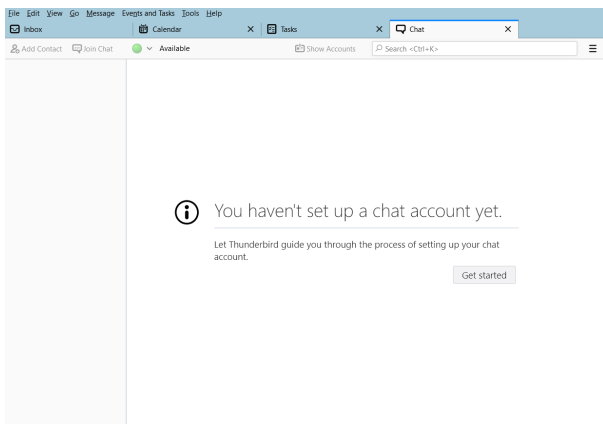 File Edit View Go Message Events and Tasks Tools Help
Inbox Calendar Tasks Chat
Add Contact Join Chat Available Show Accounts Search <Ctrl+K>
You haven't set up a chat account yet.
Let Thunderbird guide you through the process of setting up your chat
account.
Get started